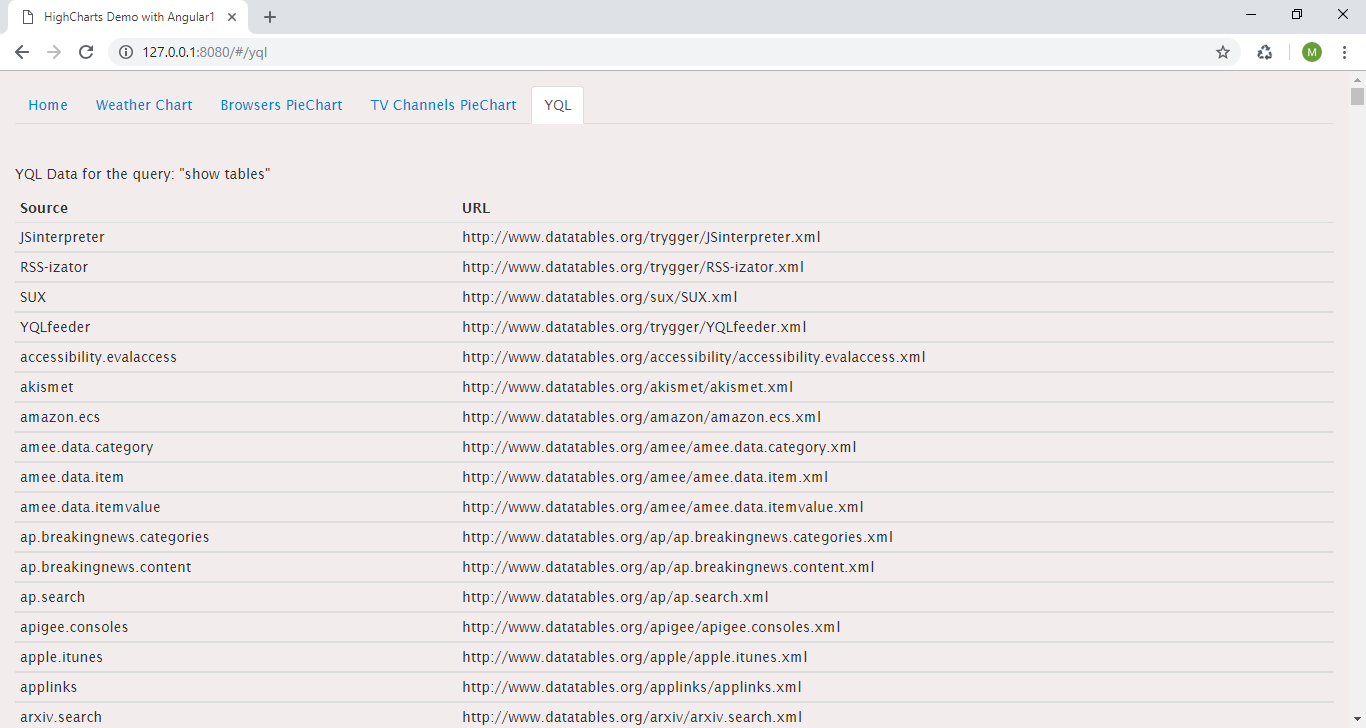 HighCharts Demo with Angular1
127.0.0.1:8080/#/yql
M
Home Weather Chart Browsers PieChart TV Channels PieChart YQL
YQL Data for the query: "show tables"
Source URL
JSinterpreter http://www.datatables.org/trygger/JSinterpreter.xml
RSS-izator http://www.datatables.org/trygger/RSS-izator.xml
SUX http://www.datatables.org/sux/SUX.xml
YQLfeeder http://www.datatables.org/trygger/YQLfeeder.xml
accessibility.evalaccess http://www.datatables.org/accessibility/accessibility.evalaccess.xml
akismet http://www.datatables.org/akismet/akismet.xml
amazon.ecs http://www.datatables.org/amazon/amazon.ecs.xml
amee.data.category http://www.datatables.org/amee/amee.data.category.xml
amee.data.item http://www.datatables.org/amee/amee.data.item.xml
amee.data.itemvalue http://www.datatables.org/amee/amee.data.itemvalue.xml
ap.breakingnews.categories http://www.datatables.org/ap/ap.breakingnews.categories.xml
ap.breakingnews.content http://www.datatables.org/ap/ap.breakingnews.content.xml
ap.search http://www.datatables.org/ap/ap.search.xml
apigee.consoles http://www.datatables.org/apigee/apigee.consoles.xml
apple.itunes http://www.datatables.org/apple/apple.itunes.xml
applinks http://www.datatables.org/applinks/applinks.xml
arxiv.search http://www.datatables.org/arxiv/arxiv.search.xml